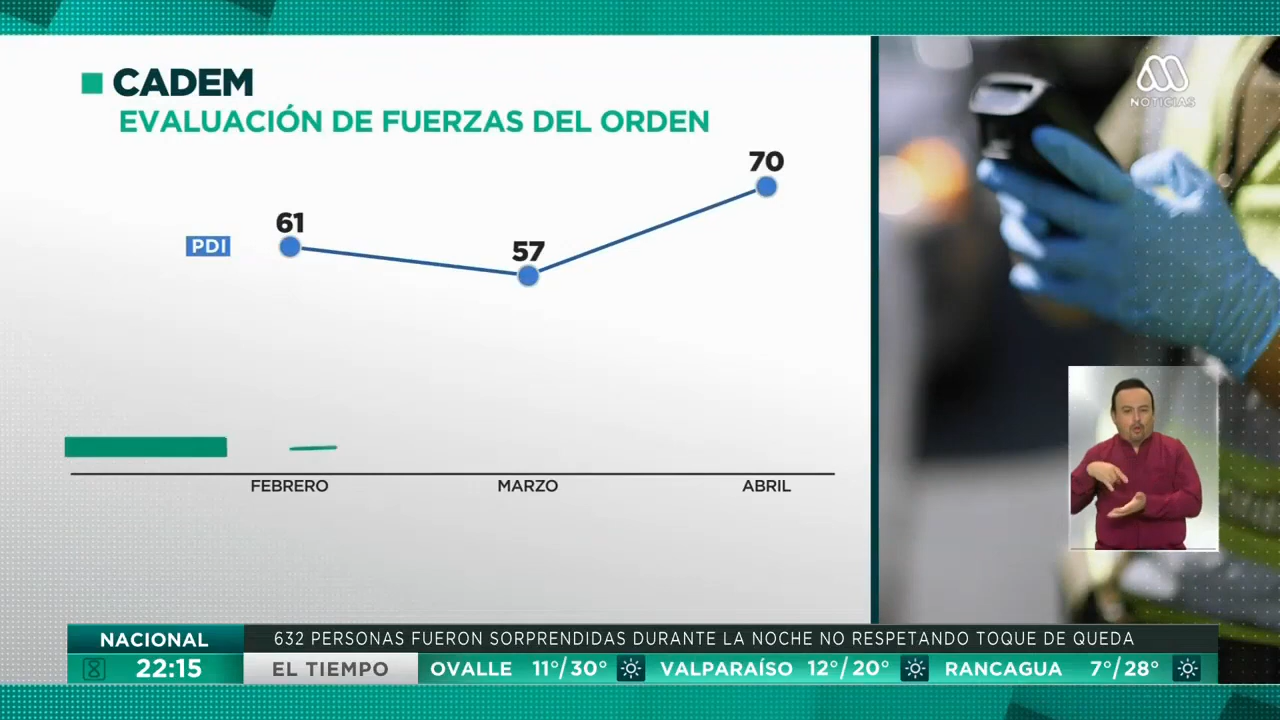 CADEM
EVALUACIÓN DE FUERZAS DEL ORDEN
NOTICIAS
70
61
PDI
57
FEBRERO MARZO ABRIL
NACIONAL 632 PERSONAS FUERON SORPRENDIDAS DURANTE LA NOCHE NO RESPETANDO TOQUE DE QUEDA
22:15 EL TIEMPO OVALLE 11°/30° VALPARAÍSO 12°/20° RANCAGUA 7°/28°